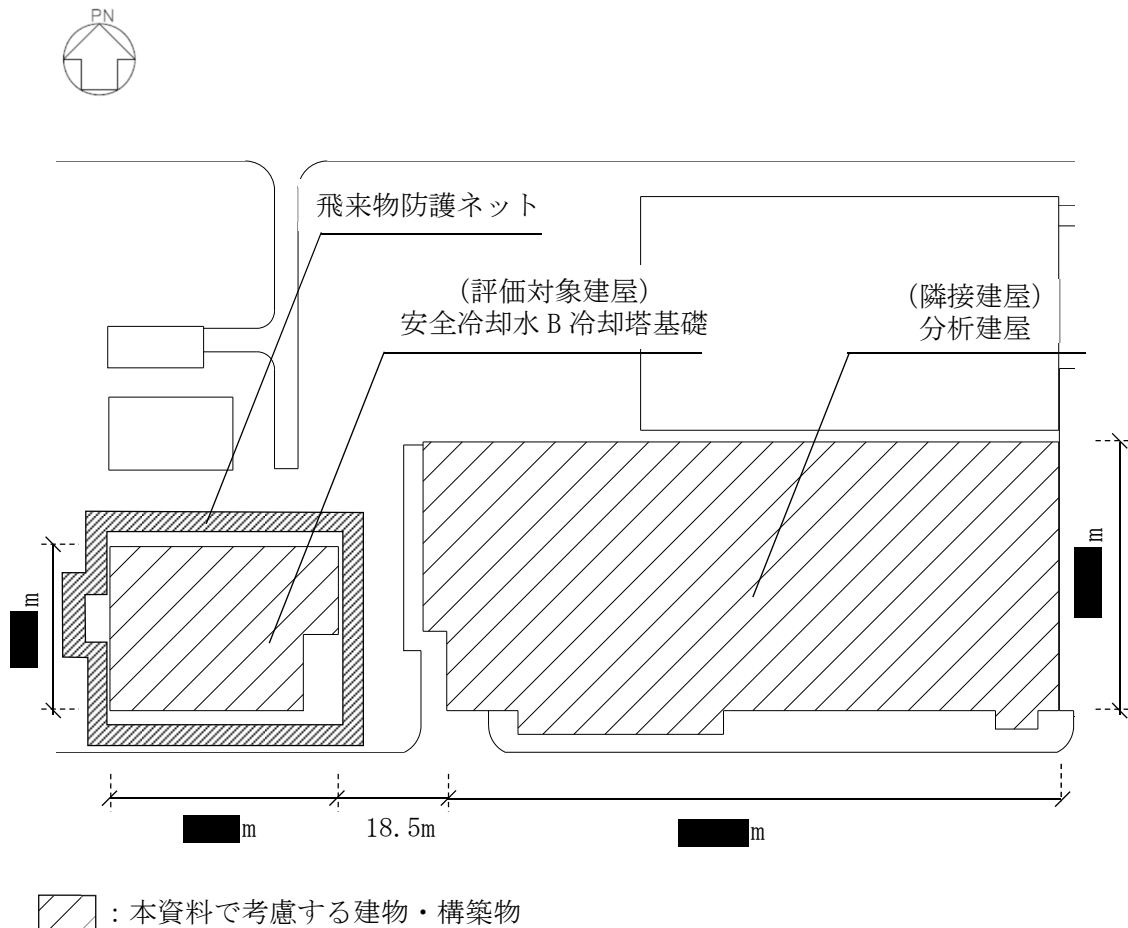 PN
飛来物防護ネット
(評価対象建屋)
安全冷却水 B 冷却塔基礎
(隣接建屋)
分析建屋
m
m
m
18.5m
m
：本資料で考慮する建物・構築物